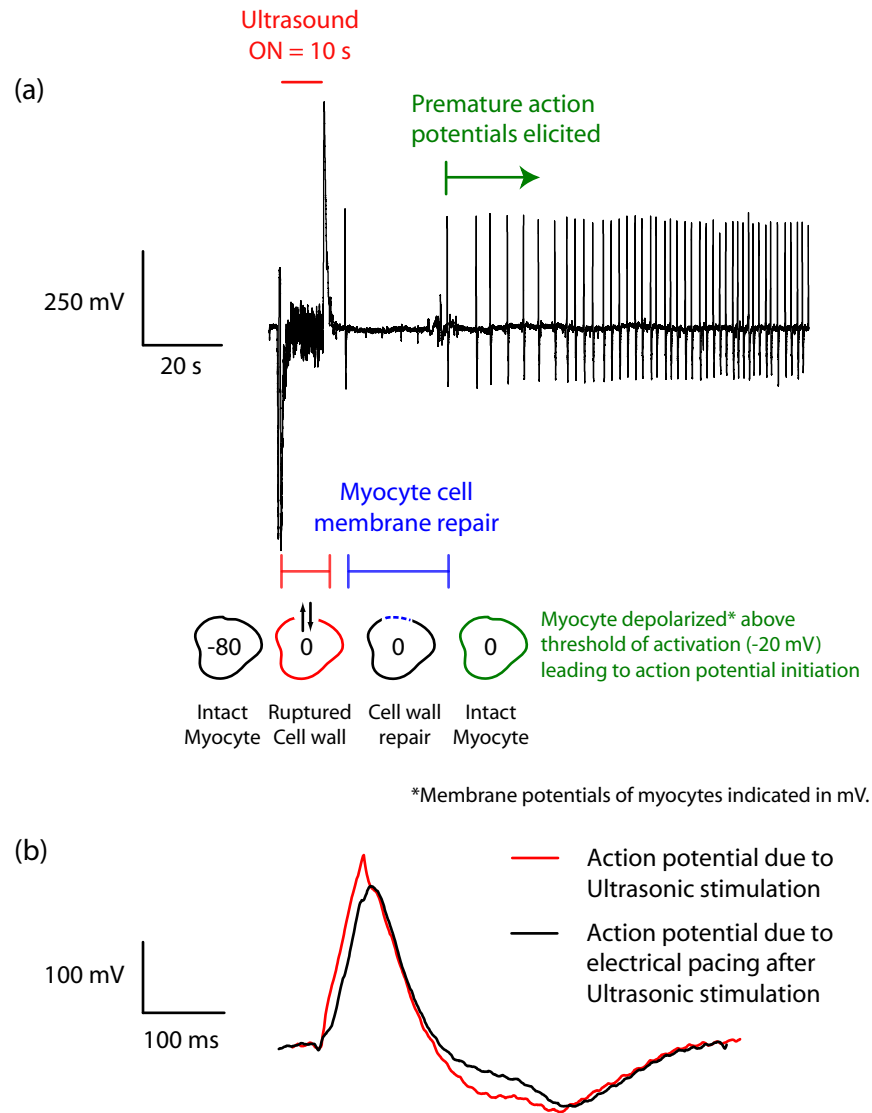 Ultrasound
ON = 10 s
(a)
Premature action
potentials elicited
250 mV
20 s
Myocyte cell
membrane repair
-80
0
0
0
Myocyte depolarized* above
threshold of activation (-20 mV)
leading to action potential initiation
Intact
Myocyte
Ruptured
Cell wall
Cell wall
repair
Intact
Myocyte
*Membrane potentials of myocytes indicated in mV.
(b)
Action potential due to
Ultrasonic stimulation
Action potential due to
electrical pacing after
Ultrasonic stimulation
100 mV
100 ms